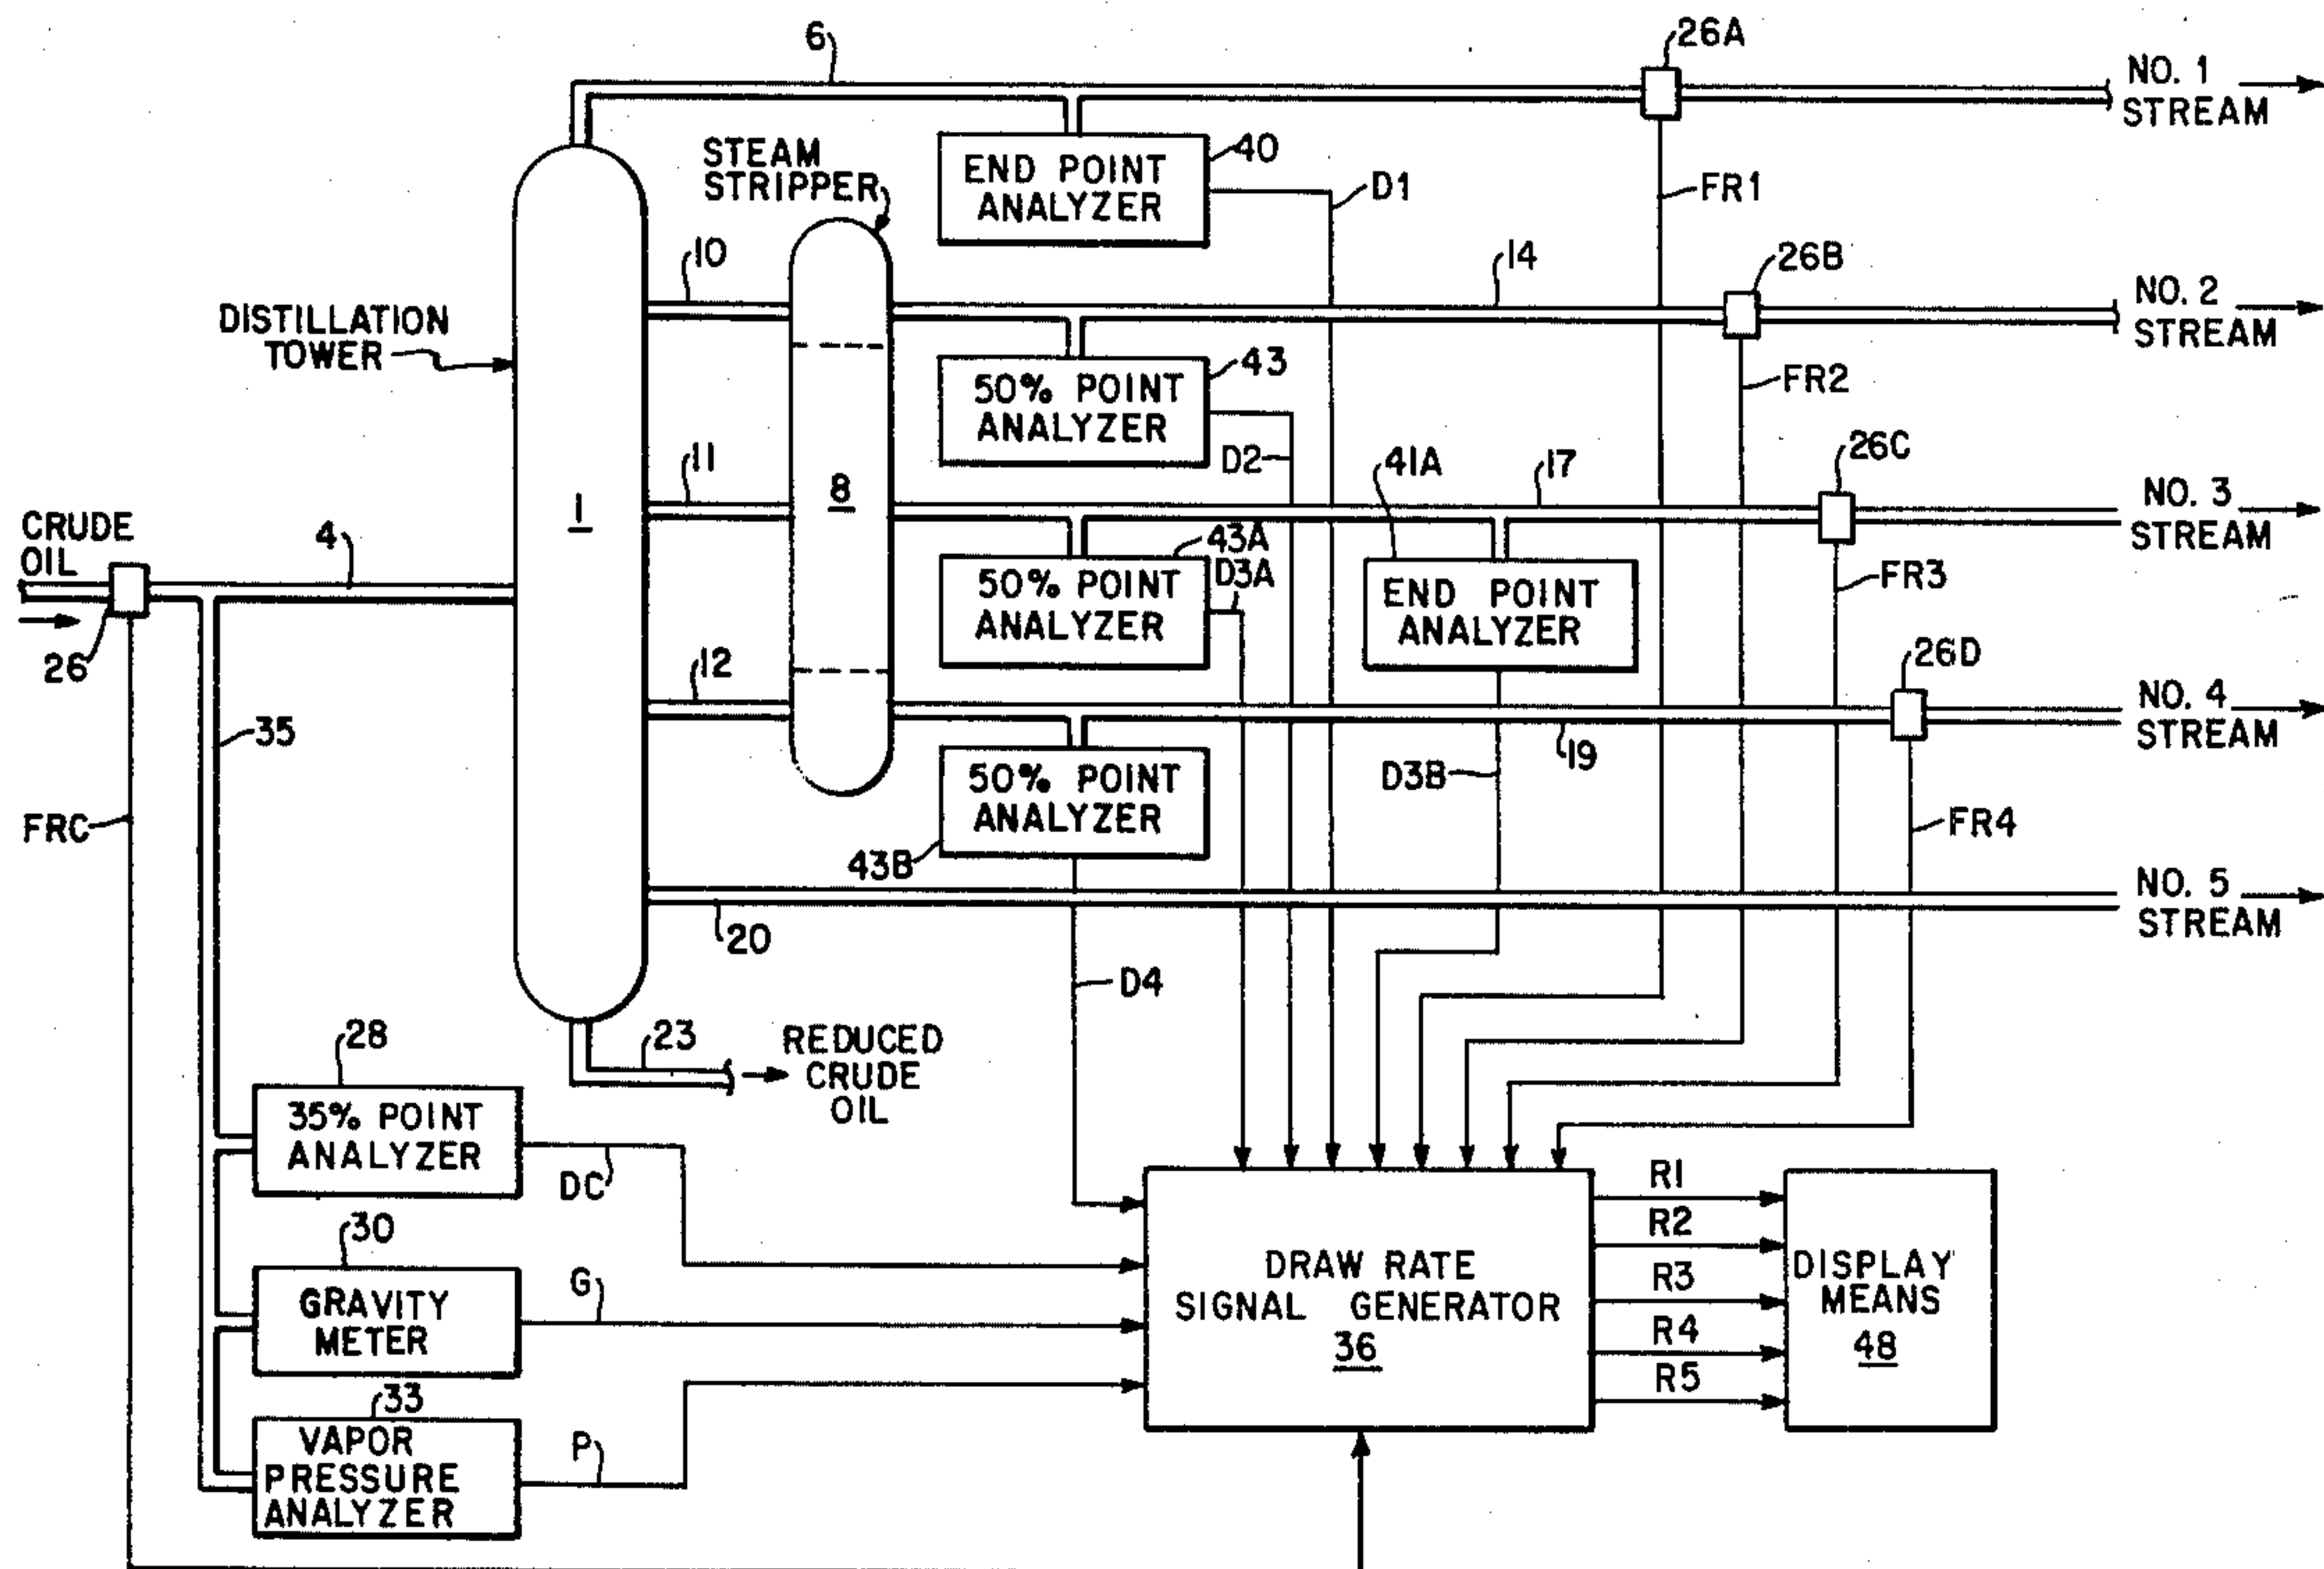 6
26A
NO. 1
STREAM
STEAM
STRIPPER
END POINT
ANALYZER
40
D1
FR1
10
14
26B
NO. 2
STREAM
DISTILLATION
TOWER
50% POINT
ANALYZER
43
FR2
D2
11
8
41A
17
26C
NO. 3
STREAM
1
CRUDE
OIL
4
43A
D3A
50% POINT
ANALYZER
END POINT
ANALYZER
FR3
26
12
26D
NO. 4
STREAM
35
19
D3B
50% POINT
ANALYZER
43B
FRC
FR4
NO. 5
STREAM
20
D4
28
23
REDUCED
CRUDE
OIL
35% POINT
ANALYZER
DC
R1
30
R2
G
GRAVITY
METER
DRAW RATE
SIGNAL GENERATOR
36
R3
R4
R5
DISPLAY
MEANS
48
33
VAPOR
PRESSURE
ANALYZER
P